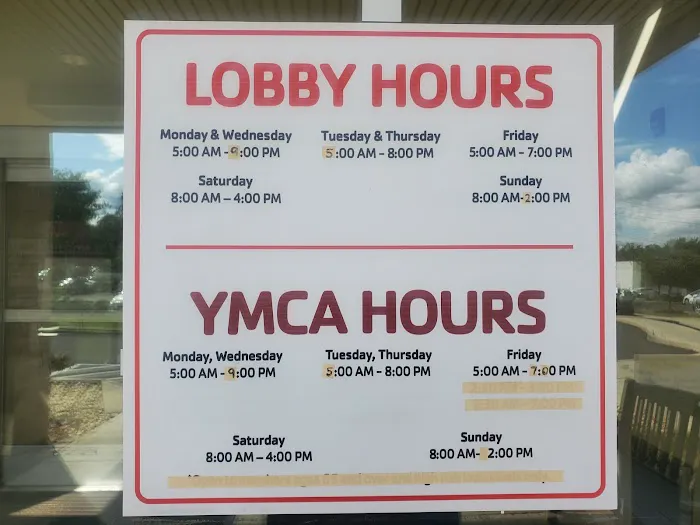 LOBBY HOURS
Monday & Wednesday Tuesday & Thursday Friday
5:00 AM - 9:00 PM 5:00 AM - 8:00 PM 5:00 AM - 7:00 PM
Saturday Sunday
8:00 AM – 4:00 PM 8:00 AM-2:00 PM
YMCA HOURS
Monday, Wednesday Tuesday, Thursday Friday
5:00 AM - 9:00 PM 5:00 AM - 8:00 PM 5:00 AM - 7:00 PM
Saturday Sunday
8:00 AM – 4:00 PM 8:00 AM- 2:00 PM